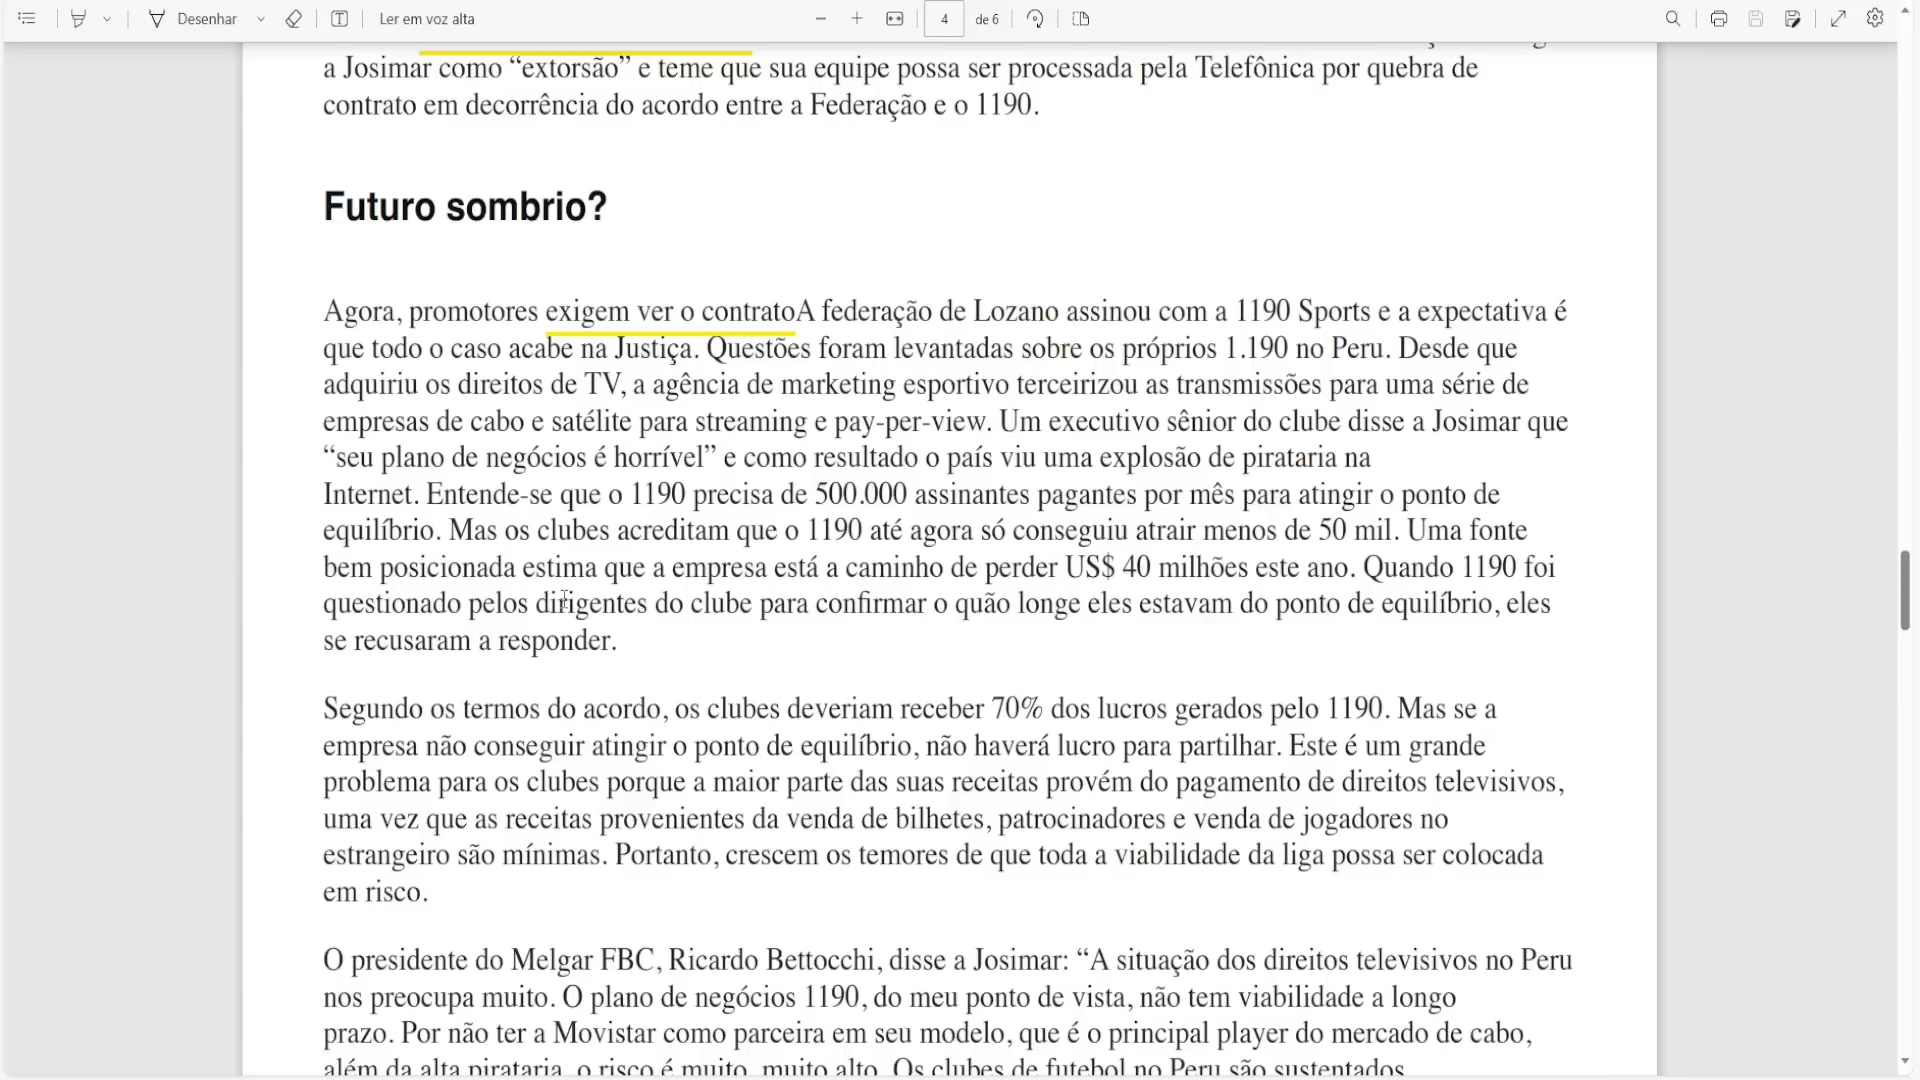 Desenhar
Ler em voz alta
4 de 6
a Josimar como “extorsão” e teme que sua equipe possa ser processada pela Telefônica por quebra de
contrato em decorrência do acordo entre a Federação e o 1190.
Futuro sombrio?
Agora, promotores exigem ver o contratoA federação de Lozano assinou com a 1190 Sports e a expectativa é
que todo o caso acabe na Justiça. Questões foram levantadas sobre os próprios 1.190 no Peru. Desde que
adquiriu os direitos de TV, a agência de marketing esportivo terceirizou as transmissões para uma série de
empresas de cabo e satélite para streaming e pay-per-view. Um executivo sênior do clube disse a Josimar que
“seu plano de negócios é horrível” e como resultado o país viu uma explosão de pirataria na
Internet. Entende-se que o 1190 precisa de 500.000 assinantes pagantes por mês para atingir o ponto de
equilíbrio. Mas os clubes acreditam que o 1190 até agora só conseguiu atrair menos de 50 mil. Uma fonte
bem posicionada estima que a empresa está a caminho de perder US$ 40 milhões este ano. Quando 1190 foi
questionado pelos dirigentes do clube para confirmar o quão longe eles estavam do ponto de equilíbrio, eles
se recusaram a responder.
Segundo os termos do acordo, os clubes deveriam receber 70% dos lucros gerados pelo 1190. Mas se a
empresa não conseguir atingir o ponto de equilíbrio, não haverá lucro para partilhar. Este é um grande
problema para os clubes porque a maior parte das suas receitas provém do pagamento de direitos televisivos,
uma vez que as receitas provenientes da venda de bilhetes, patrocinadores e venda de jogadores no
estrangeiro são mínimas. Portanto, crescem os temores de que toda a viabilidade da liga possa ser colocada
em risco.
O presidente do Melgar FBC, Ricardo Bettocchi, disse a Josimar: “A situação dos direitos televisivos no Peru
nos preocupa muito. O plano de negócios 1190, do meu ponto de vista, não tem viabilidade a longo
prazo. Por não ter a Movistar como parceira em seu modelo, que é o principal player do mercado de cabo,
além da alta pirataria, o risco é muito, muito alto. Os clubes de futebol no Peru são sustentados